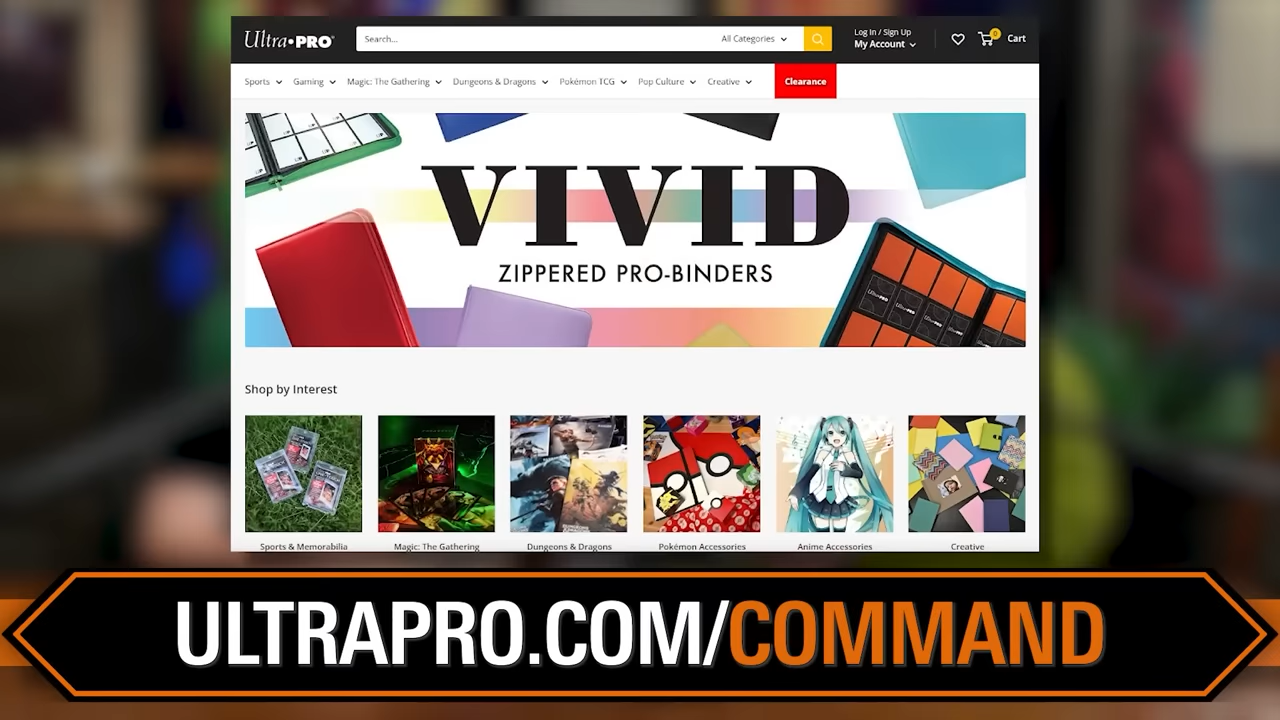 Ultra•PRO
Search...
All Categories
Log In / Sign Up
My Account
0
Cart
Sports
Gaming
Magic: The Gathering
Dungeons & Dragons
Pokémon TCG
Pop Culture
Creative
Clearance
VIVID
ZIPPERED PRO-BINDERS
Shop by Interest
Sports & Memorabilia
Magic: The Gathering
Dungeons & Dragons
Pokémon Accessories
Anime Accessories
Creative
ULTRAPRO.COM/COMMAND